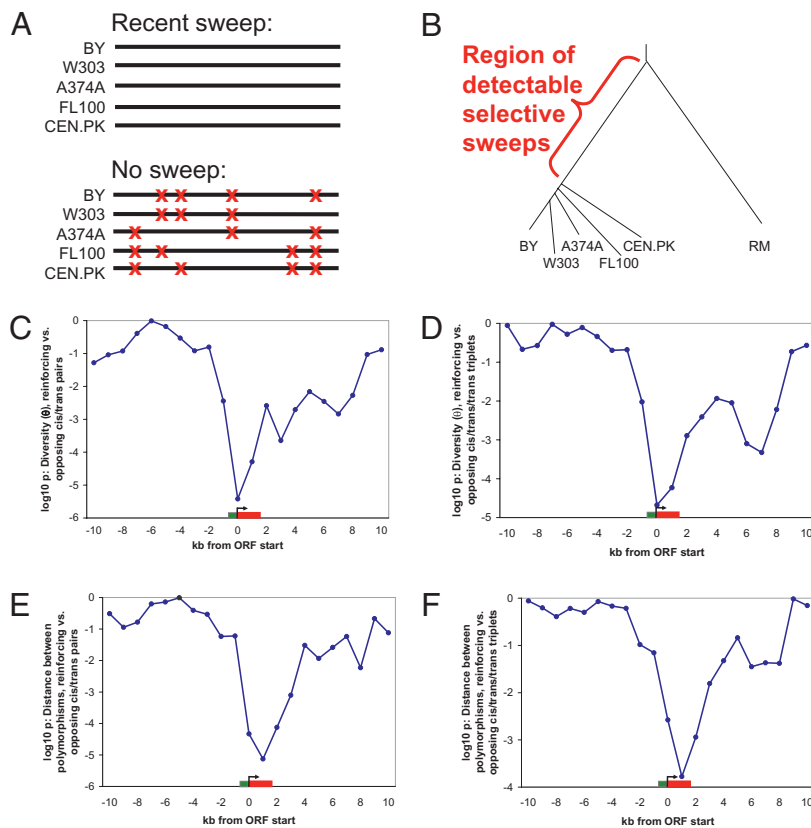 A
Recent sweep:
BY
W303
A374A
FL100
CEN.PK
No sweep:
BY
X X X X
W303
X X X
A374A
X X X
FL100
X X X X
CEN.PK
X X X X
B
Region of
detectable
selective
sweeps
BY
W303
A374A
FL100
CEN.PK
RM
C
log10 p: Diversity (θ), reinforcing vs.
opposing cis/trans pairs
0
-1
-2
-3
-4
-5
-6
-10 -8 -6 -4 -2 0 2 4 6 8 10
kb from ORF start
D
log10 p: Diversity (θ), reinforcing vs.
opposing cis/trans/trans triplets
0
-1
-2
-3
-4
-5
-10 -8 -6 -4 -2 0 2 4 6 8 10
kb from ORF start
E
log10 p: Distance between
polymorphisms, reinforcing vs.
opposing cis/trans pairs
0
-1
-2
-3
-4
-5
-6
-10 -8 -6 -4 -2 0 2 4 6 8 10
kb from ORF start
F
log10 p: Distance between
polymorphisms, reinforcing vs.
opposing cis/trans/trans triplets
0
-1
-2
-3
-4
-10 -8 -6 -4 -2 0 2 4 6 8 10
kb from ORF start